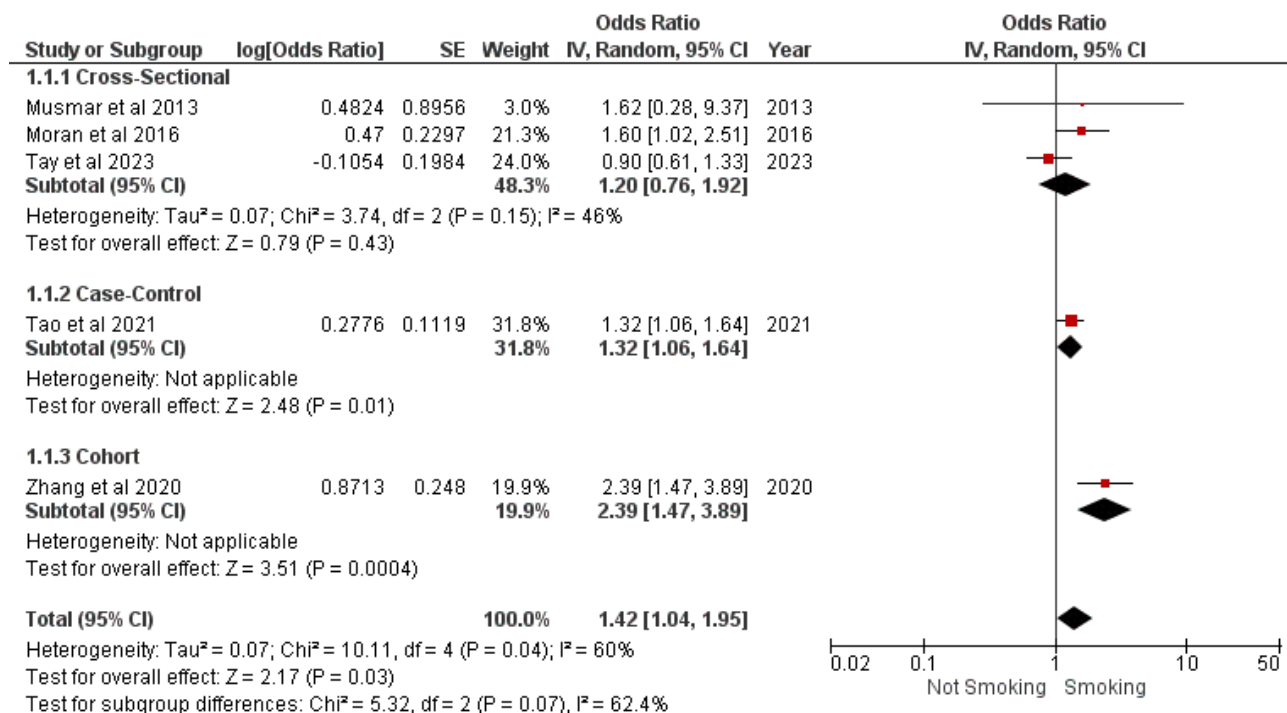 Odds Ratio Odds Ratio
Study or Subgroup log[Odds Ratio] SE Weight IV, Random, 95% CI Year IV, Random, 95% CI
1.1.1 Cross-Sectional
Musmar et al 2013 0.4824 0.8956 3.0% 1.62 [0.28, 9.37] 2013
Moran et al 2016 0.47 0.2297 21.3% 1.60 [1.02, 2.51] 2016
Tay et al 2023 -0.1054 0.1984 24.0% 0.90 [0.61, 1.33] 2023
Subtotal (95% CI) 48.3% 1.20 [0.76, 1.92]
Heterogeneity: Tau² = 0.07; Chi² = 3.74, df = 2 (P = 0.15); I² = 46%
Test for overall effect: Z = 0.79 (P = 0.43)
1.1.2 Case-Control
Tao et al 2021 0.2776 0.1119 31.8% 1.32 [1.06, 1.64] 2021
Subtotal (95% CI) 31.8% 1.32 [1.06, 1.64]
Heterogeneity: Not applicable
Test for overall effect: Z = 2.48 (P = 0.01)
1.1.3 Cohort
Zhang et al 2020 0.8713 0.248 19.9% 2.39 [1.47, 3.89] 2020
Subtotal (95% CI) 19.9% 2.39 [1.47, 3.89]
Heterogeneity: Not applicable
Test for overall effect: Z = 3.51 (P = 0.0004)
Total (95% CI) 100.0% 1.42 [1.04, 1.95]
Heterogeneity: Tau² = 0.07; Chi² = 10.11, df = 4 (P = 0.04); I² = 60%
Test for overall effect: Z = 2.17 (P = 0.03)
Test for subgroup differences: Chi² = 5.32, df = 2 (P = 0.07), I² = 62.4%
0.02 0.1 1 10 50
Not Smoking Smoking